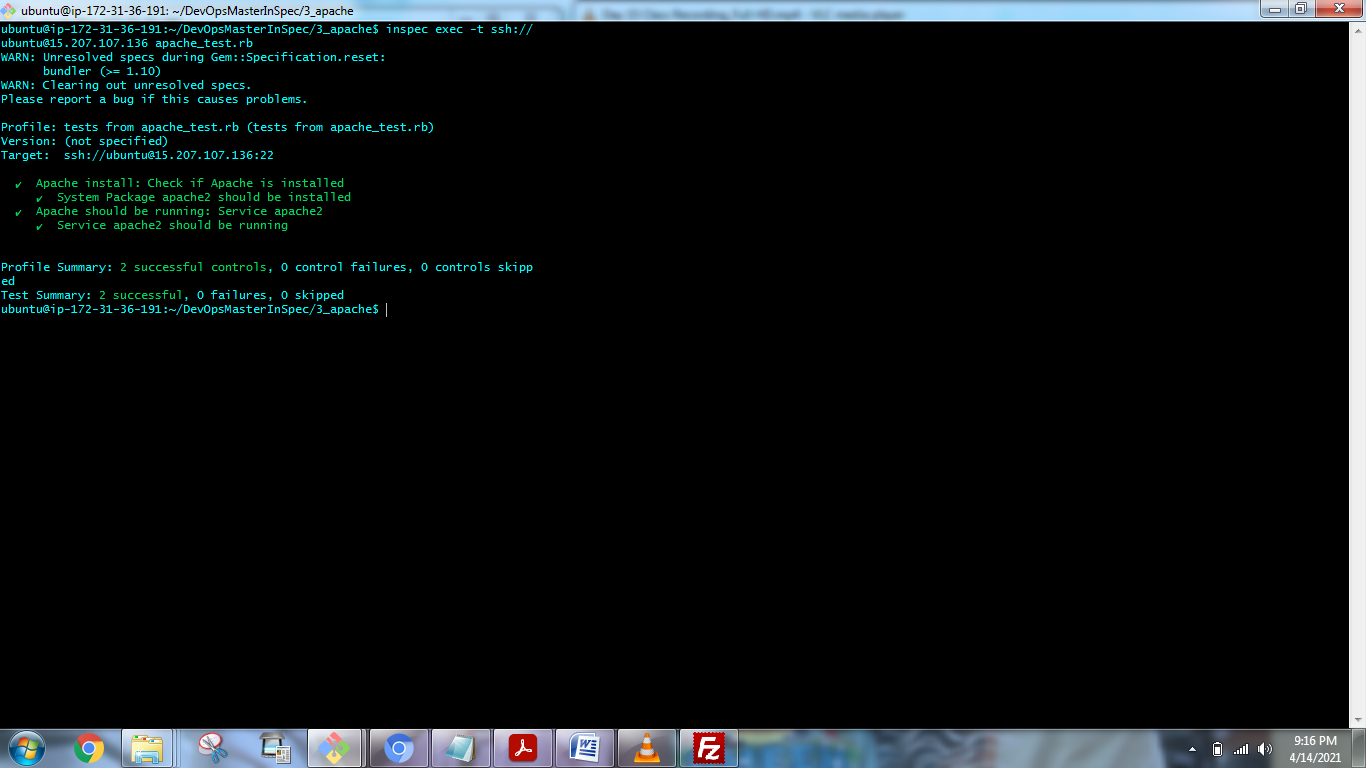 ubuntu@ip-172-31-36-191: ~/DevOpsMasterInSpec/3_apache
ubuntu@ip-172-31-36-191:~/DevOpsMasterInSpec/3_apache$ inspec exec -t ssh://
ubuntu@15.207.107.136 apache_test.rb
WARN: Unresolved specs during Gem::Specification.reset:
      bundler (>= 1.10)
WARN: Clearing out unresolved specs.
Please report a bug if this causes problems.
Profile: tests from apache_test.rb (tests from apache_test.rb)
Version: (not specified)
Target:  ssh://ubuntu@15.207.107.136:22
  ✔  Apache install: Check if Apache is installed
     ✔  System Package apache2 should be installed
  ✔  Apache should be running: Service apache2
     ✔  Service apache2 should be running
Profile Summary: 2 successful controls, 0 control failures, 0 controls skipp
ed
Test Summary: 2 successful, 0 failures, 0 skipped
ubuntu@ip-172-31-36-191:~/DevOpsMasterInSpec/3_apache$
9:16 PM
4/14/2021